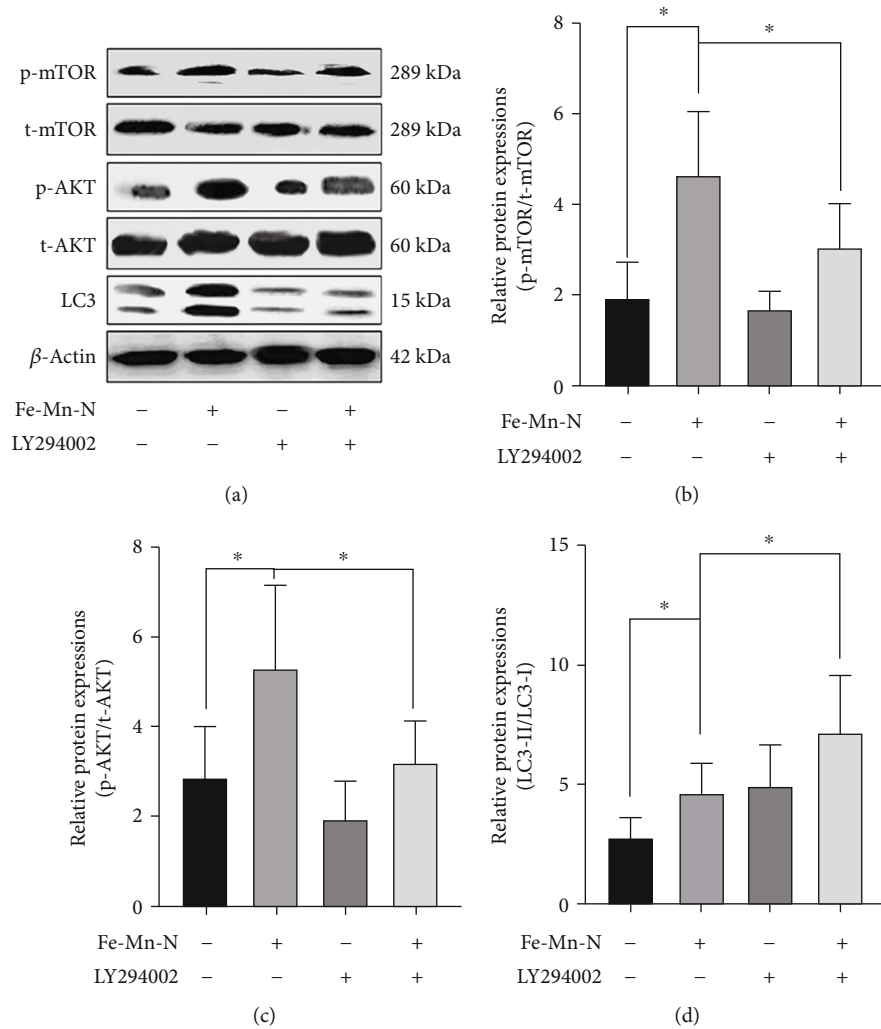 p-mTOR 289 kDa
t-mTOR 289 kDa
p-AKT 60 kDa
t-AKT 60 kDa
LC3 15 kDa
β-Actin 42 kDa
Fe-Mn-N − + − +
LY294002 − − + +
(a)
Relative protein expressions
(p-mTOR/t-mTOR)
8
6
4
2
0
* *
Fe-Mn-N − + − +
LY294002 − − + +
(b)
Relative protein expressions
(p-AKT/t-AKT)
8
6
4
2
0
* *
Fe-Mn-N − + − +
LY294002 − − + +
(c)
Relative protein expressions
(LC3-II/LC3-I)
15
10
5
0
* *
Fe-Mn-N − + − +
LY294002 − − + +
(d)